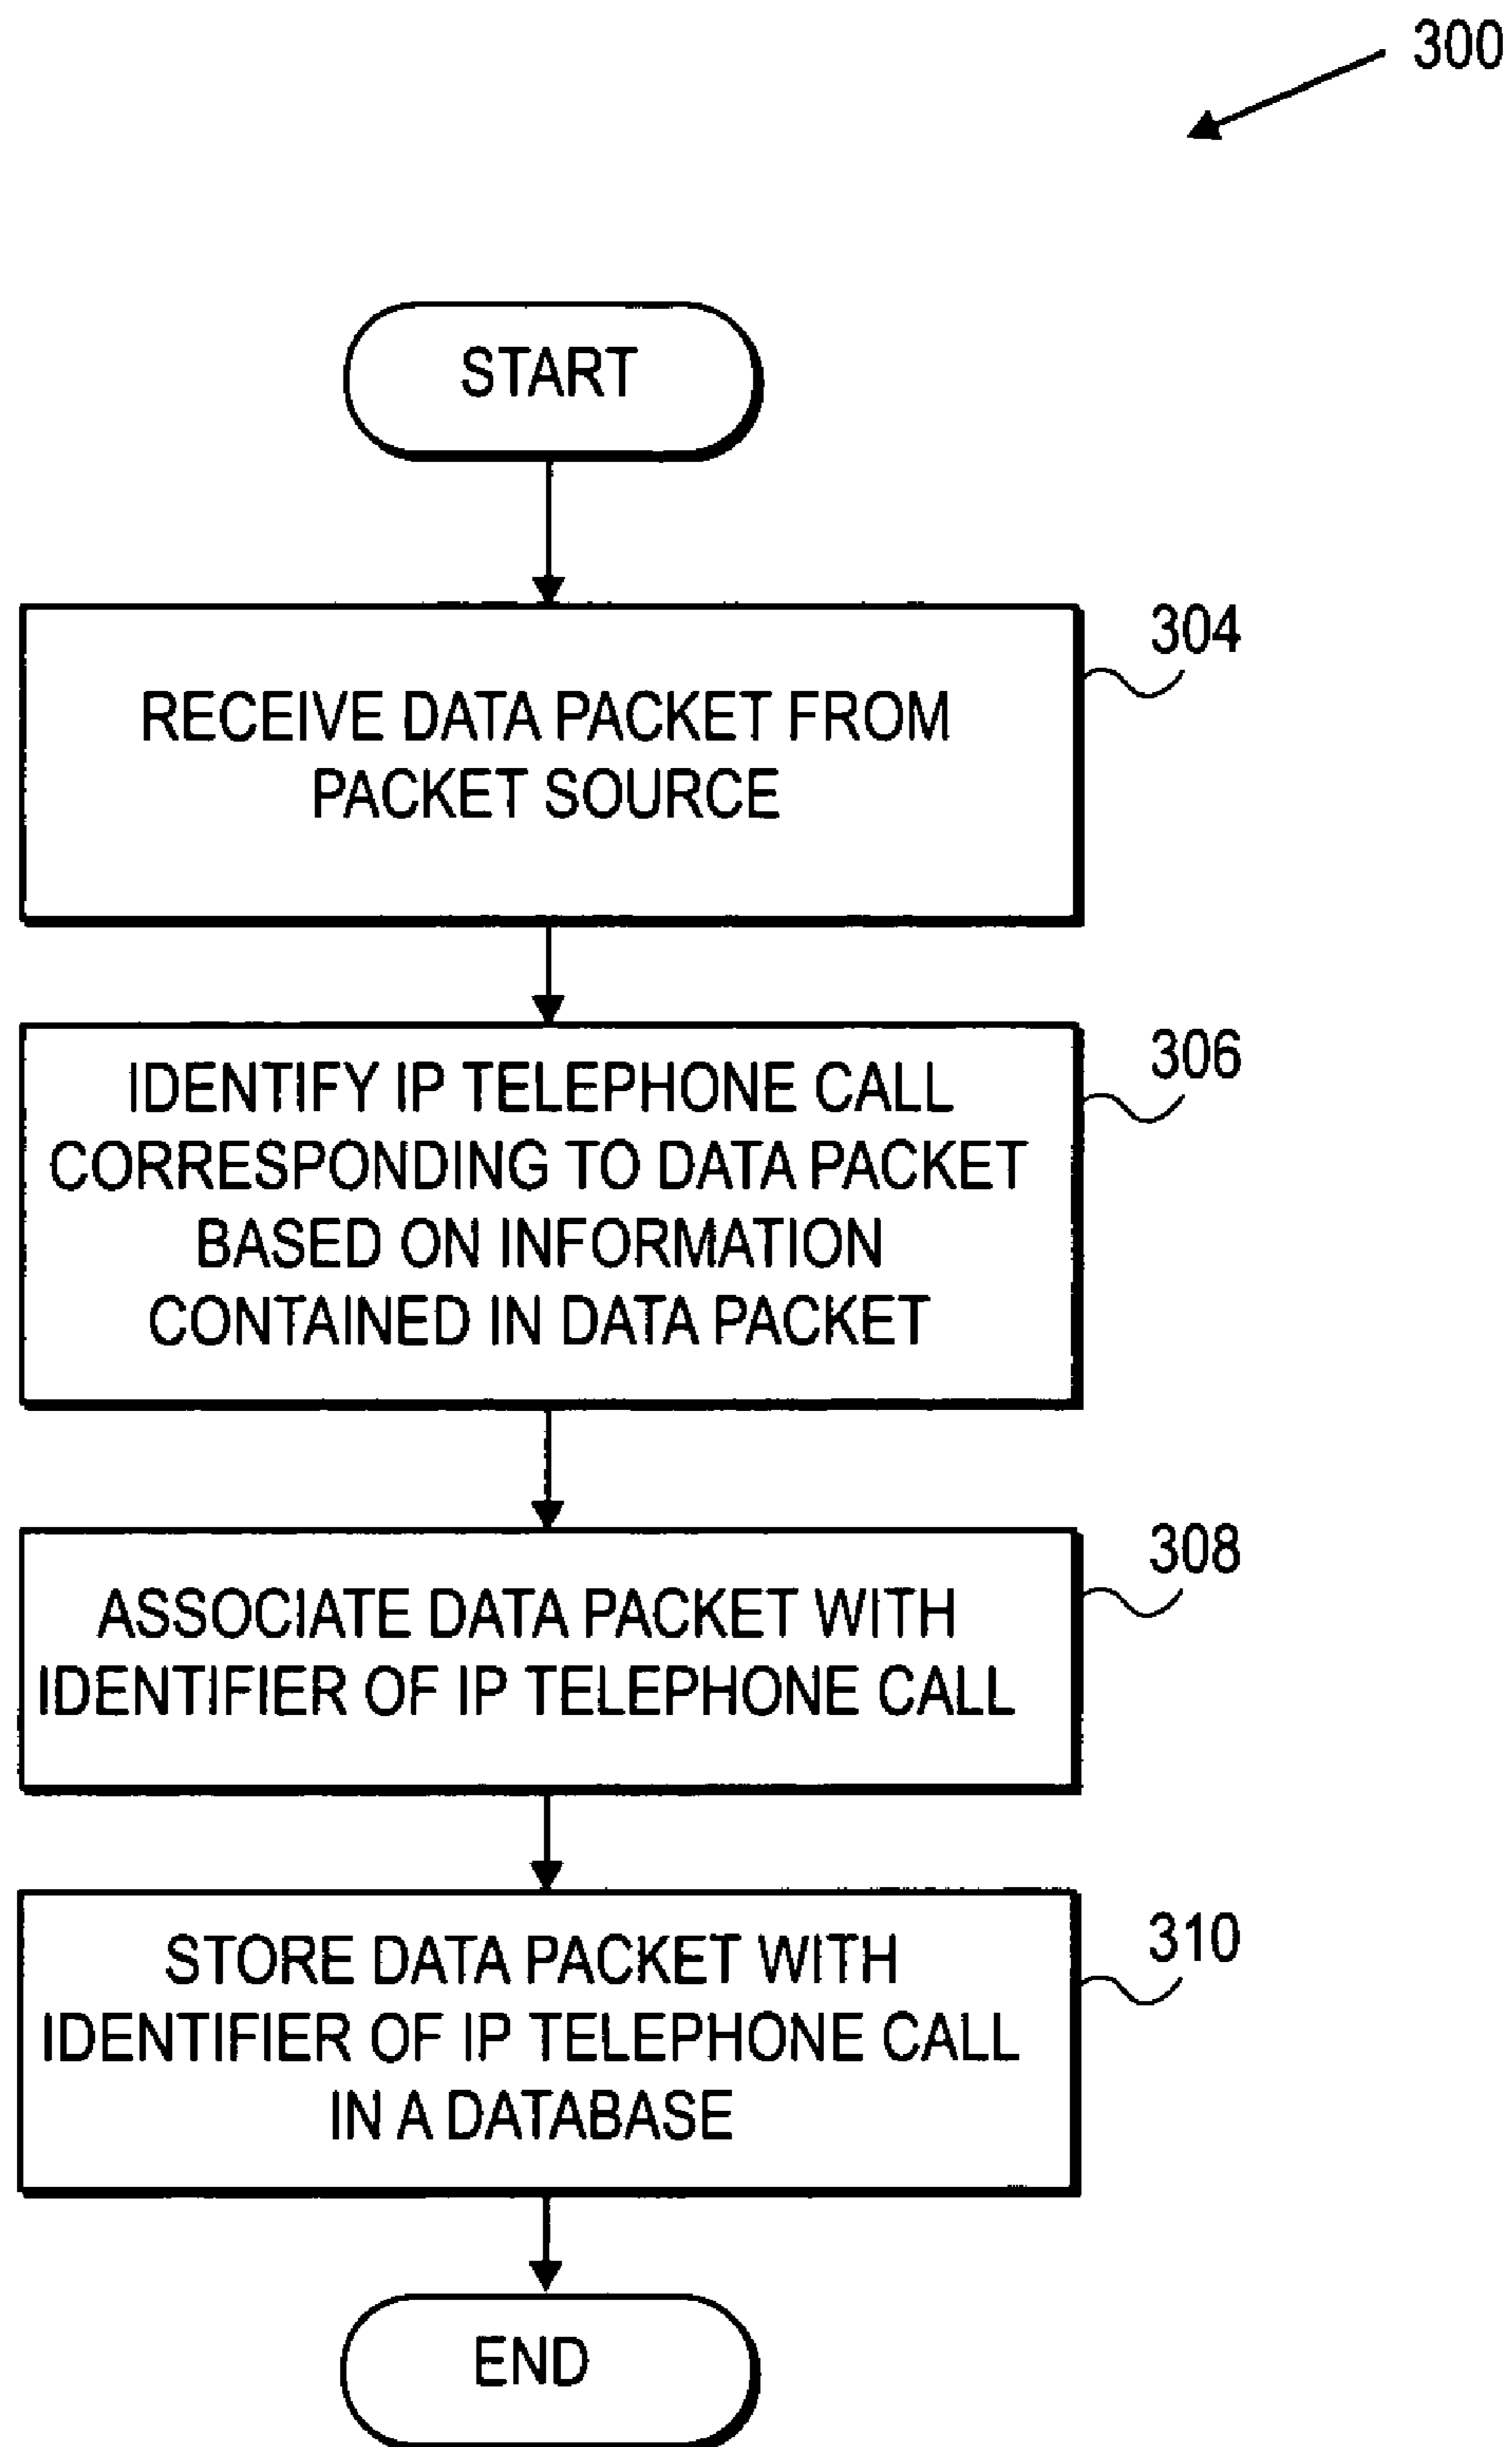 300
START
304
RECEIVE DATA PACKET FROM
PACKET SOURCE
306
IDENTIFY IP TELEPHONE CALL
CORRESPONDING TO DATA PACKET
BASED ON INFORMATION
CONTAINED IN DATA PACKET
308
ASSOCIATE DATA PACKET WITH
IDENTIFIER OF IP TELEPHONE CALL
310
STORE DATA PACKET WITH
IDENTIFIER OF IP TELEPHONE CALL
IN A DATABASE
END